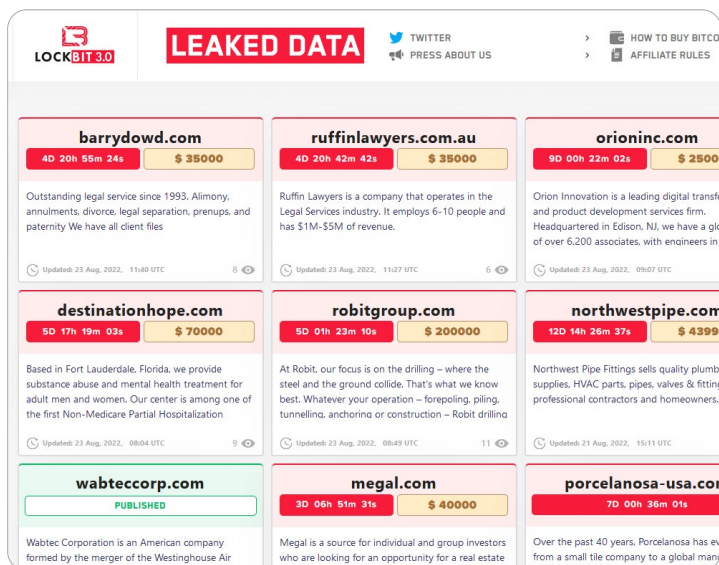 LOCKBIT 3.0
LEAKED DATA
TWITTER
PRESS ABOUT US
> HOW TO BUY BITCO
> AFFILIATE RULES
barrydowd.com
4D 20h 55m 24s
$ 35000
Outstanding legal service since 1993. Alimony,
annulments, divorce, legal separation, prenups, and
paternity We have all client files
Updated: 23 Aug, 2022, 11:40 UTC
8
ruffinlawyers.com.au
4D 20h 42m 42s
$ 35000
Ruffin Lawyers is a company that operates in the
Legal Services industry. It employs 6-10 people and
has $1M-$5M of revenue.
Updated: 23 Aug, 2022, 11:27 UTC
6
orioninc.com
9D 00h 22m 02s
$ 2500
Orion Innovation is a leading digital transfo
and product development services firm.
Headquartered in Edison, NJ, we have a glo
of over 6,200 associates, with engineers in
Updated: 23 Aug, 2022, 09:07 UTC
destinationhope.com
5D 17h 19m 03s
$ 70000
Based in Fort Lauderdale, Florida, we provide
substance abuse and mental health treatment for
adult men and women. Our center is among one of
the first Non-Medicare Partial Hospitalization
Updated: 23 Aug, 2022, 08:04 UTC
9
robitgroup.com
5D 01h 23m 10s
$ 200000
At Robit, our focus is on the drilling – where the
steel and the ground collide. That's what we know
best. Whatever your operation – forepoling, piling,
tunnelling, anchoring or construction – Robit drilling
Updated: 23 Aug, 2022, 08:49 UTC
11
northwestpipe.com
12D 14h 26m 37s
$ 4399
Northwest Pipe Fittings sells quality plumb
supplies, HVAC parts, pipes, valves & fitting
professional contractors and homeowners.
Updated: 21 Aug, 2022, 15:11 UTC
wabteccorp.com
PUBLISHED
Wabtec Corporation is an American company
formed by the merger of the Westinghouse Air
megal.com
3D 06h 51m 31s
$ 40000
Megal is a source for individual and group investors
who are looking for an opportunity for a real estate
porcelanosa-usa.com
7D 00h 36m 01s
Over the past 40 years, Porcelanosa has ev
from a small tile company to a global man